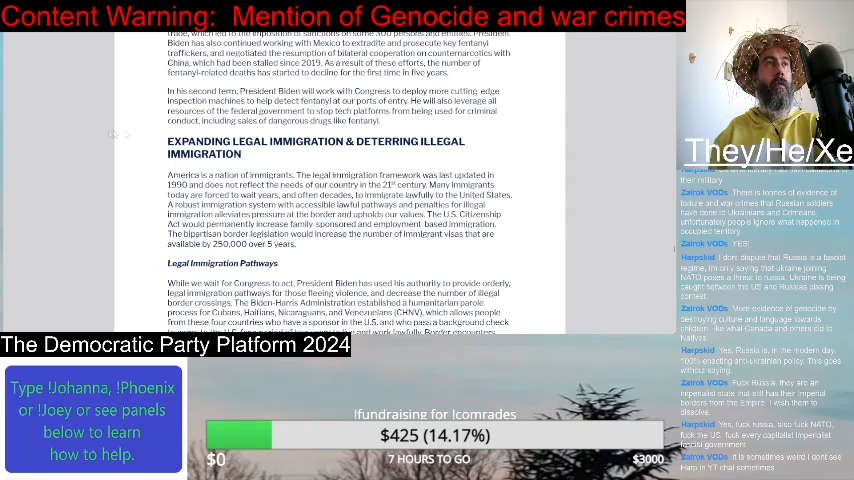 Content Warning:  Mention of Genocide and war crimes
trade, which led to the imposition of sanctions on some 300 persons and entities. President
Biden has also continued working with Mexico to extradite and prosecute key fentanyl
traffickers, and negotiated the resumption of bilateral cooperation on counternarcotics with
China, which had been stalled since 2019. As a result of these efforts, the number of
fentanyl-related deaths has started to decline for the first time in five years.
In his second term, President Biden will work with Congress to deploy more cutting-edge
inspection machines to help detect fentanyl at our ports of entry. He will also leverage all
resources of the federal government to stop tech platforms from being used for criminal
conduct, including sales of dangerous drugs like fentanyl.
EXPANDING LEGAL IMMIGRATION & DETERRING ILLEGAL
IMMIGRATION
America is a nation of immigrants. The legal immigration framework was last updated in
1990 and does not reflect the needs of our country in the 21st century. Many immigrants
today are forced to wait years, and often decades, to immigrate lawfully to the United States.
A robust immigration system with accessible lawful pathways and penalties for illegal
immigration alleviates pressure at the border and upholds our values. The U.S. Citizenship
Act would permanently increase family-sponsored and employment-based immigration.
The bipartisan border legislation would increase the number of immigrant visas that are
available by 250,000 over 5 years.
Legal Immigration Pathways
While we wait for Congress to act, President Biden has used his authority to provide orderly,
legal immigration pathways for those fleeing violence, and decrease the number of illegal
border crossings. The Biden-Harris Administration established a humanitarian parole
process for Cubans, Haitians, Nicaraguans, and Venezuelans (CHNV), which allows people
from these four countries who have a sponsor in the U.S. and who pass a background check
The Democratic Party Platform 2024
They/He/Xe
their military
Zairok VODs There is tonnes of evidence of
torture and war crimes that Russian soldiers
have done to Ukrainians and Crimeans,
unfortunately people ignore what happened in
occupied territory.
Zairok VODs YES!
Harpskid I dont dispute that Russia is a fascist
regime, Im only saying that ukraine joining
NATO poses a threat to russia. Ukraine is being
caught between the US and Russias pissing
contest
Zairok VODs More evidence of genocide by
destroying culture and language towards
children, like what Canada and others did to
Natives.
Harpskid Yes, Russia is, in the modern day,
100% enacting anti-ukrainian policy. This goes
without saying.
Zairok VODs Fuck Russia, they are an
imperialist state that still has their Imperial
borders from the Empire. I wish them to
dissolve.
Harpskid Yes, fuck russia, also fuck NATO,
fuck the US, fuck every capitalist imperialist
fascist government
Zairok VODs It is sometimes weird I dont see
Harp in YT chat sometimes
Type !Johanna, !Phoenix
or !Joey or see panels
below to learn
how to help.
!fundraising for !comrades
$425 (14.17%)
$0
7 HOURS TO GO
$3000